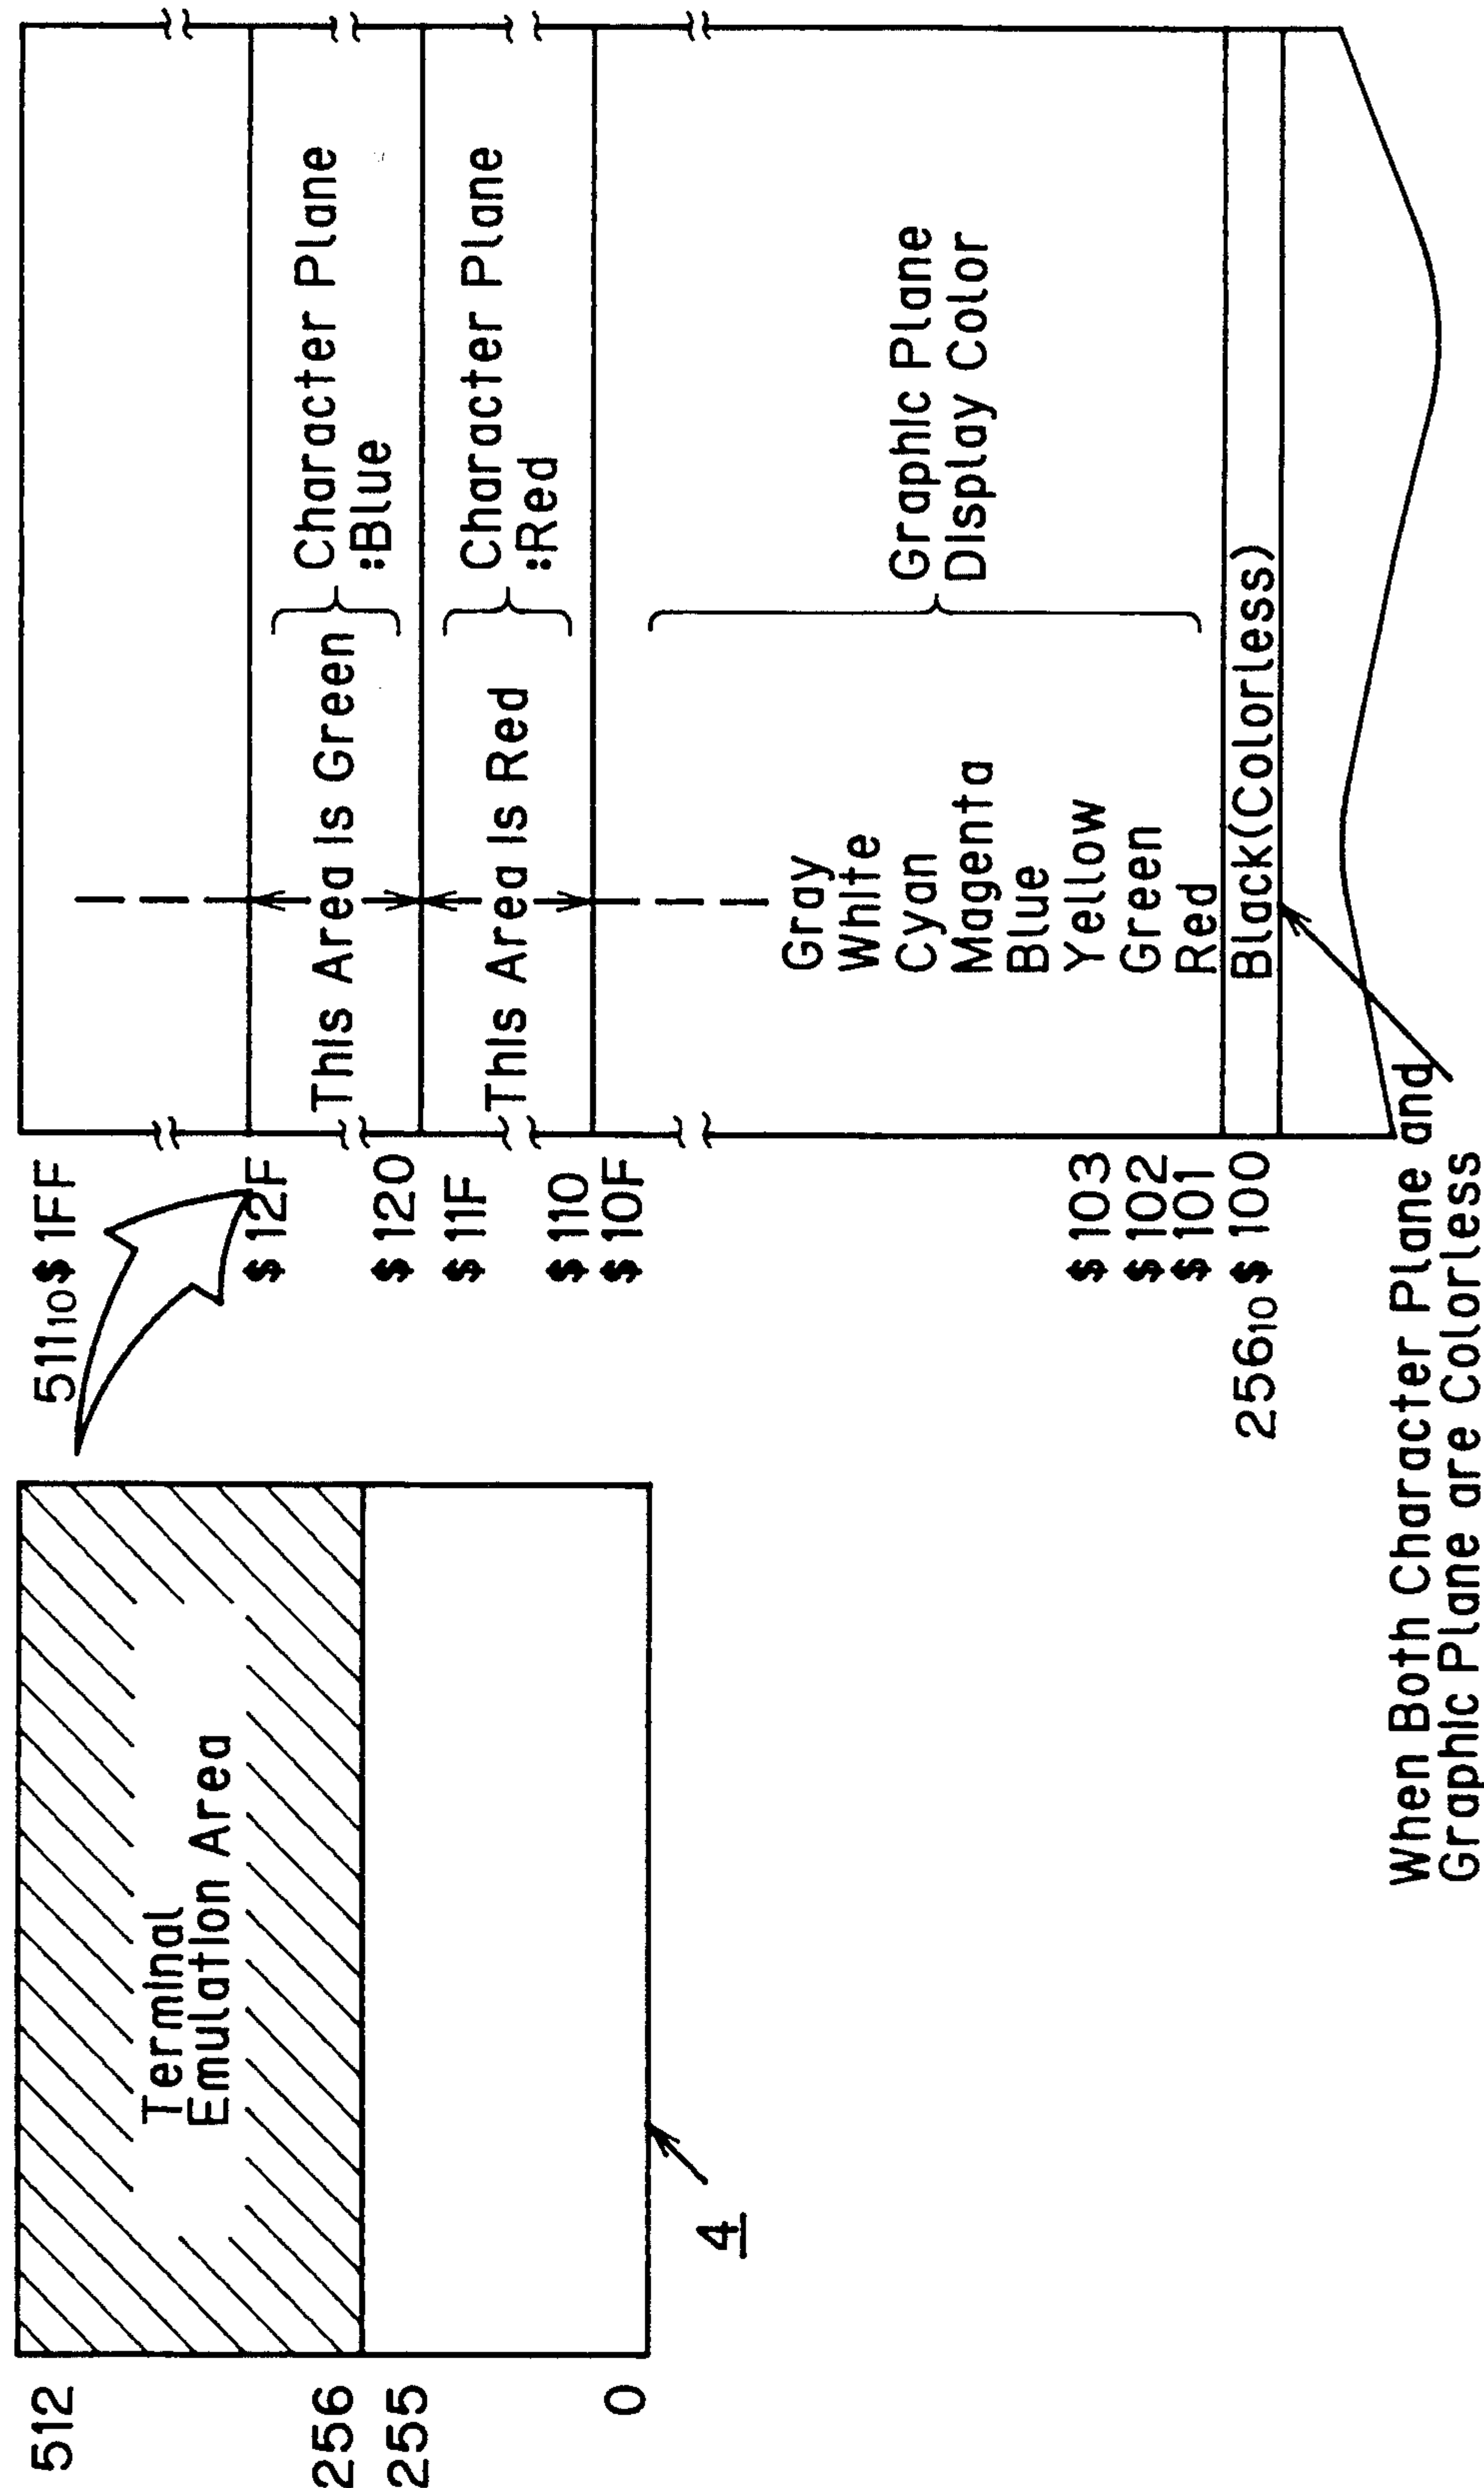 512
256
255
0
Terminal
Emulation Area
4
511₁₀ $1FF
$12F
$120
$11F
$110
$10F
$103
$102
$101
256₁₀ $100
This Area Is Green
Character Plane
:Blue
This Area Is Red
Character Plane
:Red
Gray
White
Cyan
Magenta
Blue
Yellow
Green
Red
Graphic Plane
Display Color
Black(Colorless)
When Both Character Plane and
Graphic Plane are Colorless